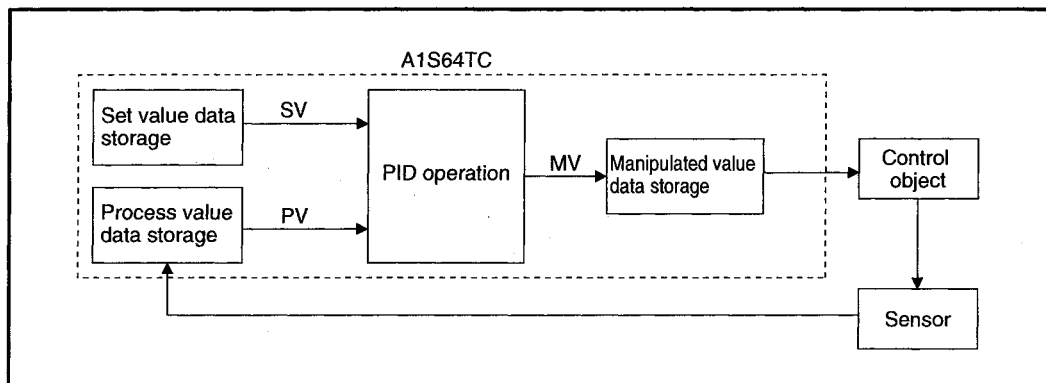 A1S64TC
Set value data
storage
SV
PID operation
MV
Manipulated value
data storage
Control
object
Process value
data storage
PV
Sensor